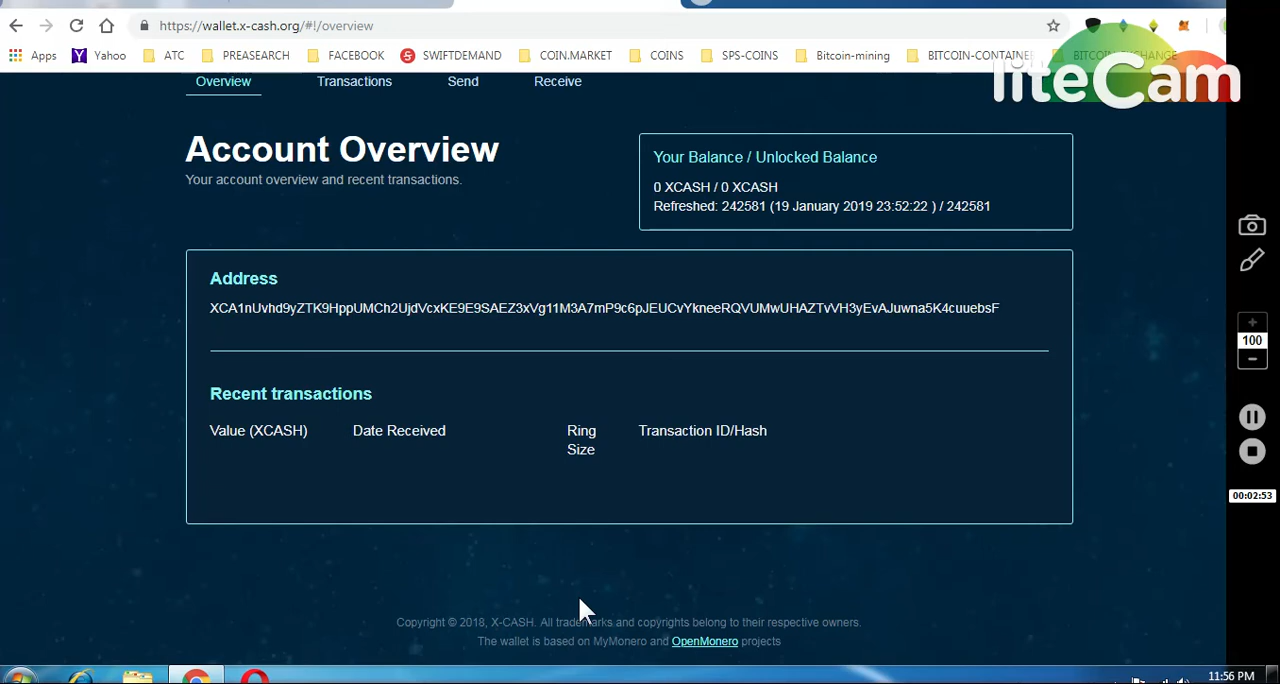 https://wallet.x-cash.org/#!/overview
Apps Yahoo ATC PREASEARCH FACEBOOK SWIFTDEMAND COIN.MARKET COINS SPS-COINS Bitcoin-mining BITCOIN-CONTAINE BITCOIN-EXCHANGE
liteCam
Overview Transactions Send Receive
Account Overview
Your account overview and recent transactions.
Your Balance / Unlocked Balance
0 XCASH / 0 XCASH
Refreshed: 242581 (19 January 2019 23:52:22 ) / 242581
Address
XCA1nUvhd9yZTK9HppUMCh2UjdVcxKE9E9SAEZ3xVg11M3A7mP9c6pJEUCvYkneeRQVUMwUHAZTvVH3yEvAJuwna5K4cuuebsF
Recent transactions
Value (XCASH) Date Received Ring Size Transaction ID/Hash
100
00:02:53
Copyright © 2018, X-CASH. All trademarks and copyrights belong to their respective owners.
The wallet is based on MyMonero and OpenMonero projects
11:56 PM